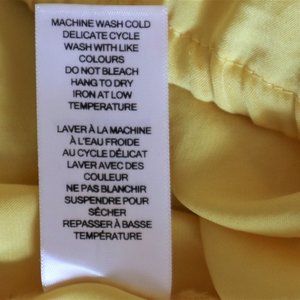 MACHINE WASH COLD
DELICATE CYCLE
WASH WITH LIKE
COLOURS
DO NOT BLEACH
HANG TO DRY
IRON AT LOW
TEMPERATURE
LAVER À LA MACHINE
À L'EAU FROIDE
AU CYCLE DÉLICAT
LAVER AVEC DES
COULEUR
NE PAS BLANCHIR
SUSPENDRE POUR
SÉCHER
REPASSER À BASSE
TEMPÉRATURE